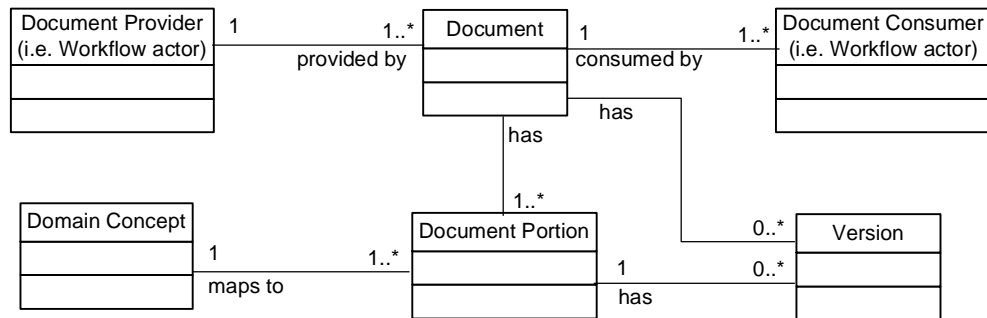 Document Provider
(i.e. Workflow actor)
1
1..*
provided by
Document
1
1..*
consumed by
Document Consumer
(i.e. Workflow actor)
has
has
1..*
0..*
Domain Concept
1
1..*
maps to
Document Portion
1
0..*
has
Version